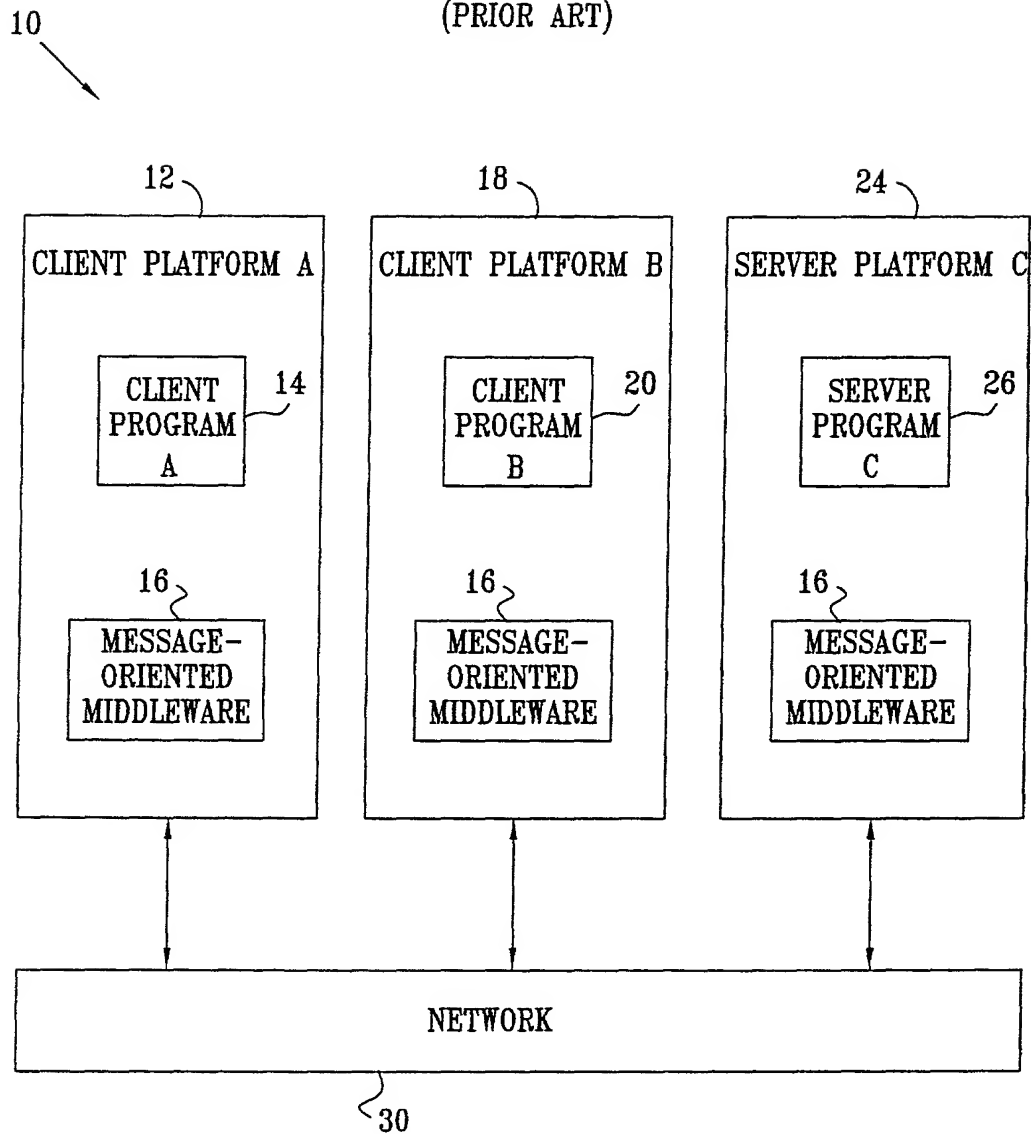 (PRIOR ART)
10
12
18
24
CLIENT PLATFORM A
CLIENT PLATFORM B
SERVER PLATFORM C
CLIENT
PROGRAM
A
14
CLIENT
PROGRAM
B
20
SERVER
PROGRAM
C
26
16
MESSAGE-
ORIENTED
MIDDLEWARE
16
MESSAGE-
ORIENTED
MIDDLEWARE
16
MESSAGE-
ORIENTED
MIDDLEWARE
NETWORK
30